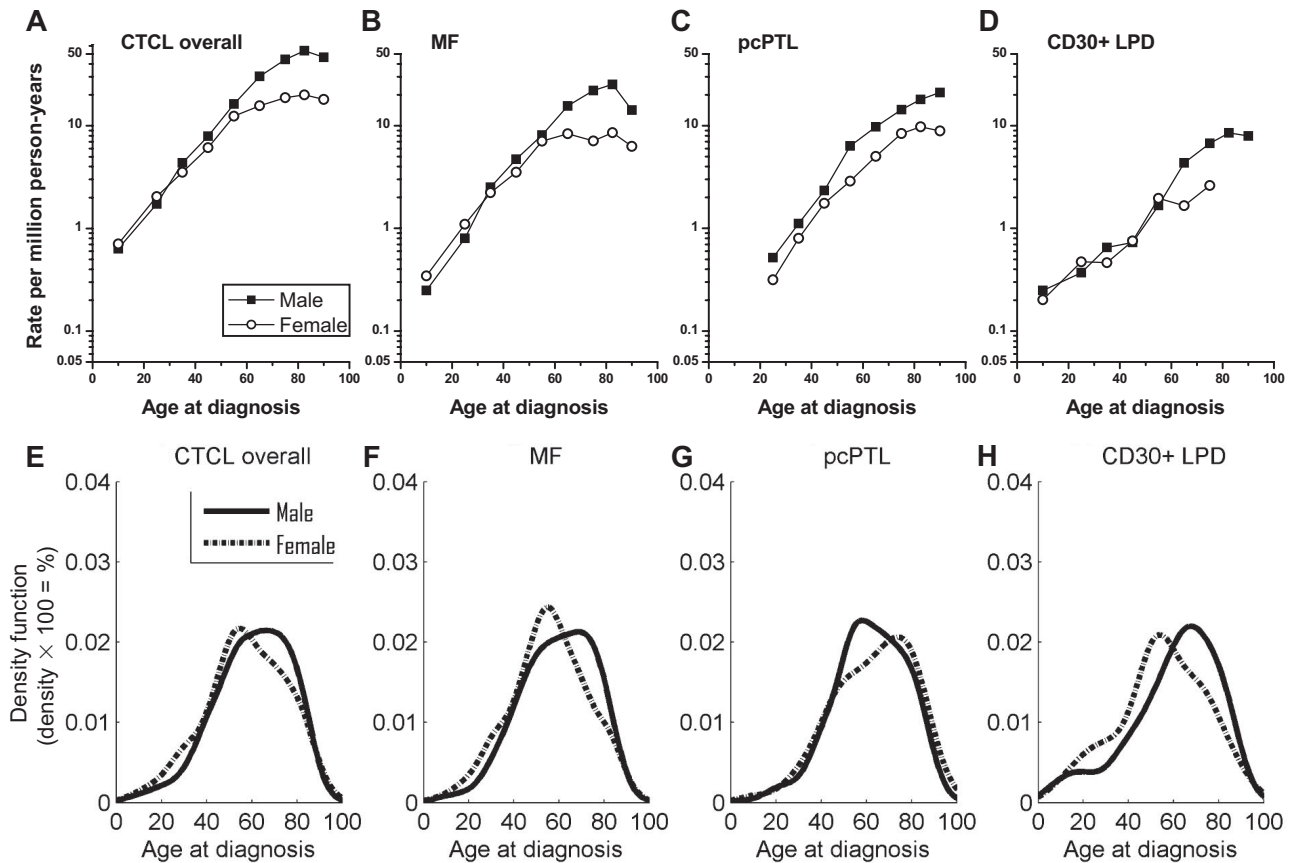 A B C D
CTCL overall MF pcPTL CD30+ LPD
Rate per million person-years
50 50 50 50
10 10 10 10
1 1 1 1
0.1 0.1 0.1 0.1
0.05 0.05 0.05 0.05
Male
Female
0 20 40 60 80 100 0 20 40 60 80 100 0 20 40 60 80 100 0 20 40 60 80 100
Age at diagnosis Age at diagnosis Age at diagnosis Age at diagnosis
E CTCL overall F MF G pcPTL H CD30+ LPD
Density function
(density × 100 = %)
0.04 0.04 0.04 0.04
Male
Female
0.03 0.03 0.03 0.03
0.02 0.02 0.02 0.02
0.01 0.01 0.01 0.01
0 0 0 0
0 20 40 60 80 100 0 20 40 60 80 100 0 20 40 60 80 100 0 20 40 60 80 100
Age at diagnosis Age at diagnosis Age at diagnosis Age at diagnosis